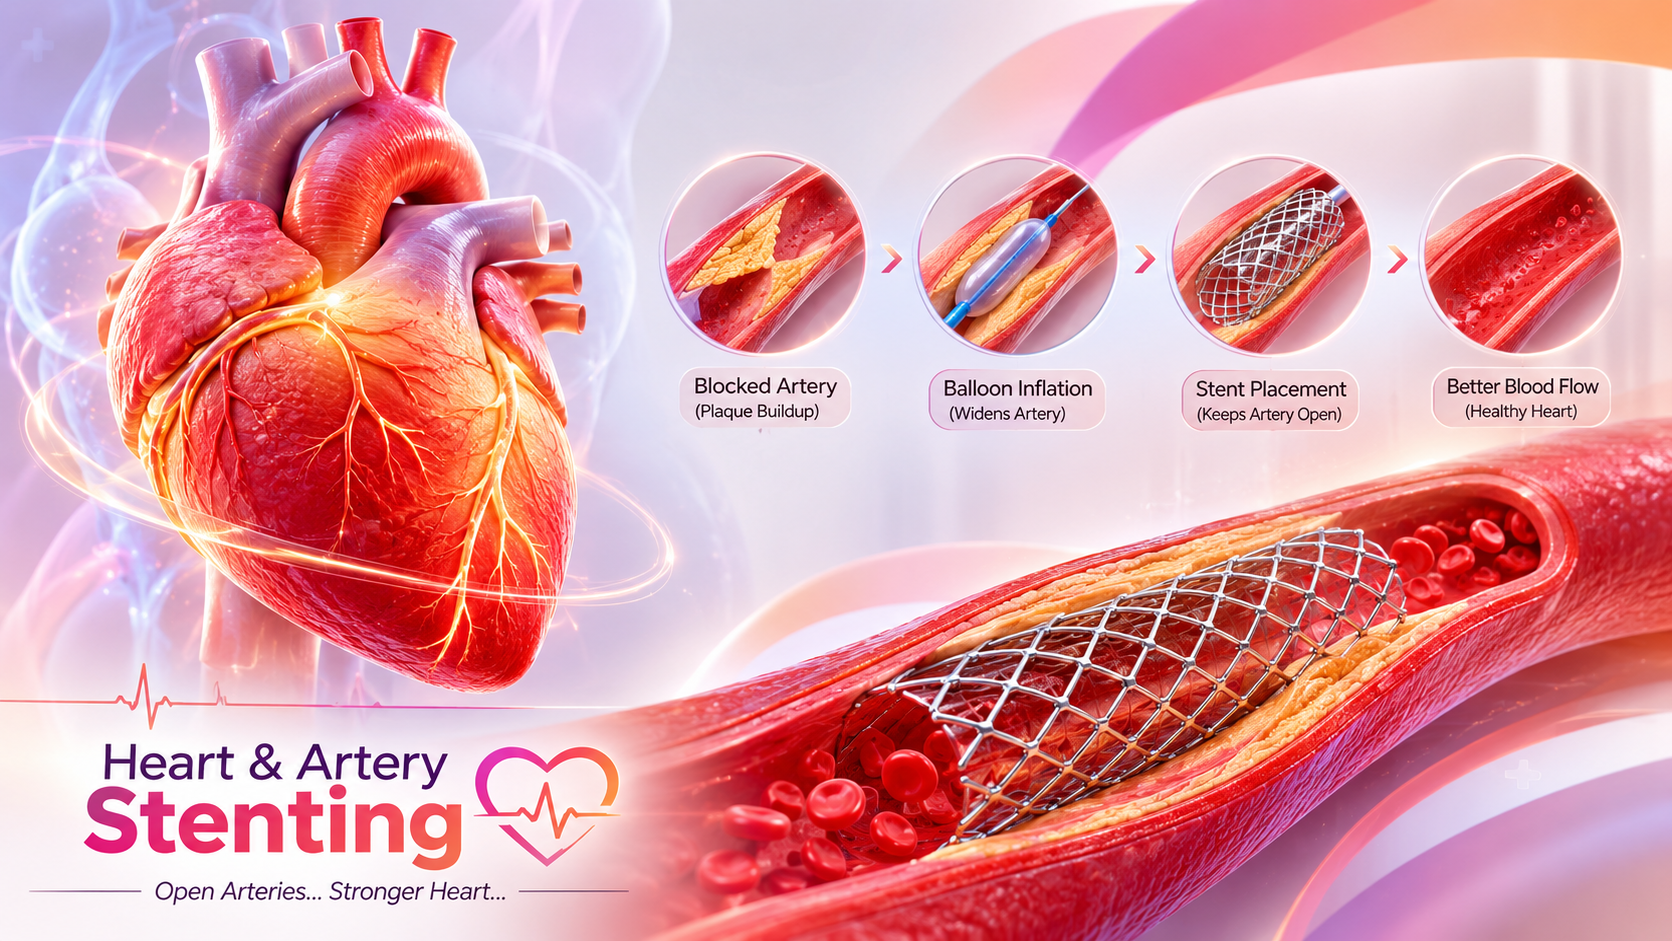 Blocked Artery
(Plaque Buildup)
Balloon Inflation
(Widens Artery)
Stent Placement
(Keeps Artery Open)
Better Blood Flow
(Healthy Heart)
Heart & Artery
Stenting
Open Arteries... Stronger Heart...